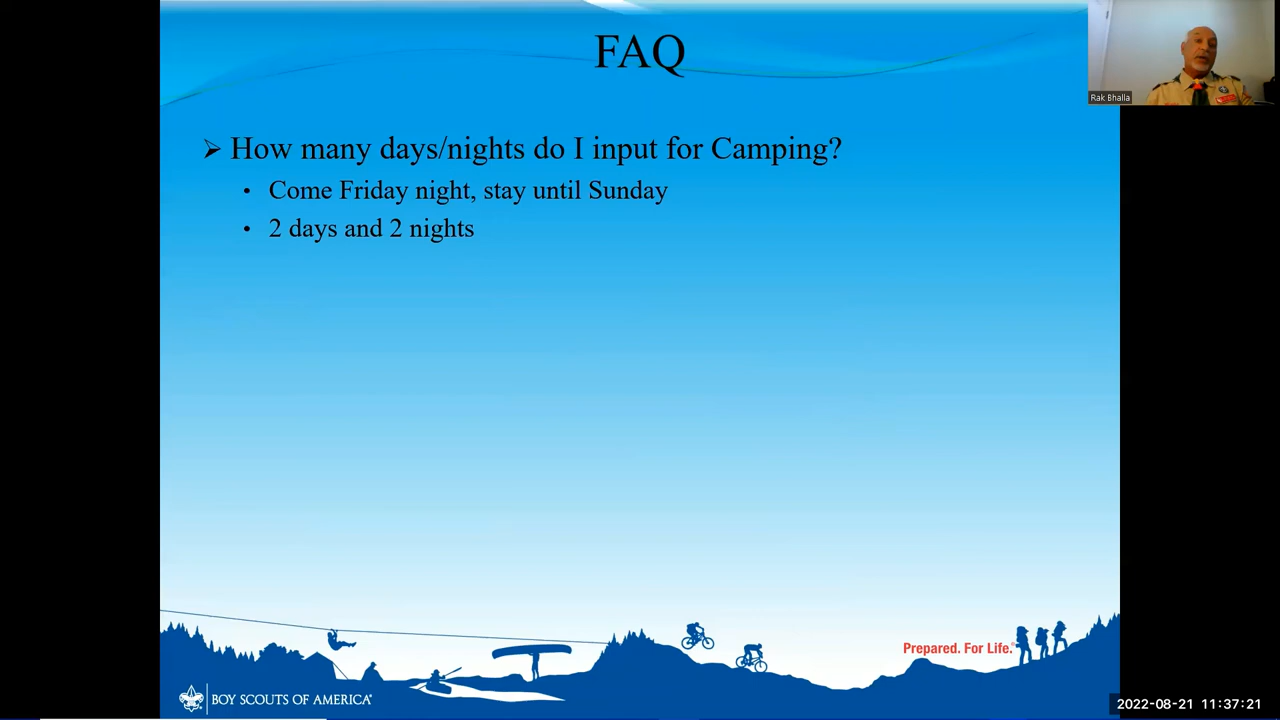 FAQ
Rak Bhalla
➢ How many days/nights do I input for Camping?
• Come Friday night, stay until Sunday
• 2 days and 2 nights
Prepared. For Life.®
BOY SCOUTS OF AMERICA®
2022-08-21 11:37:21